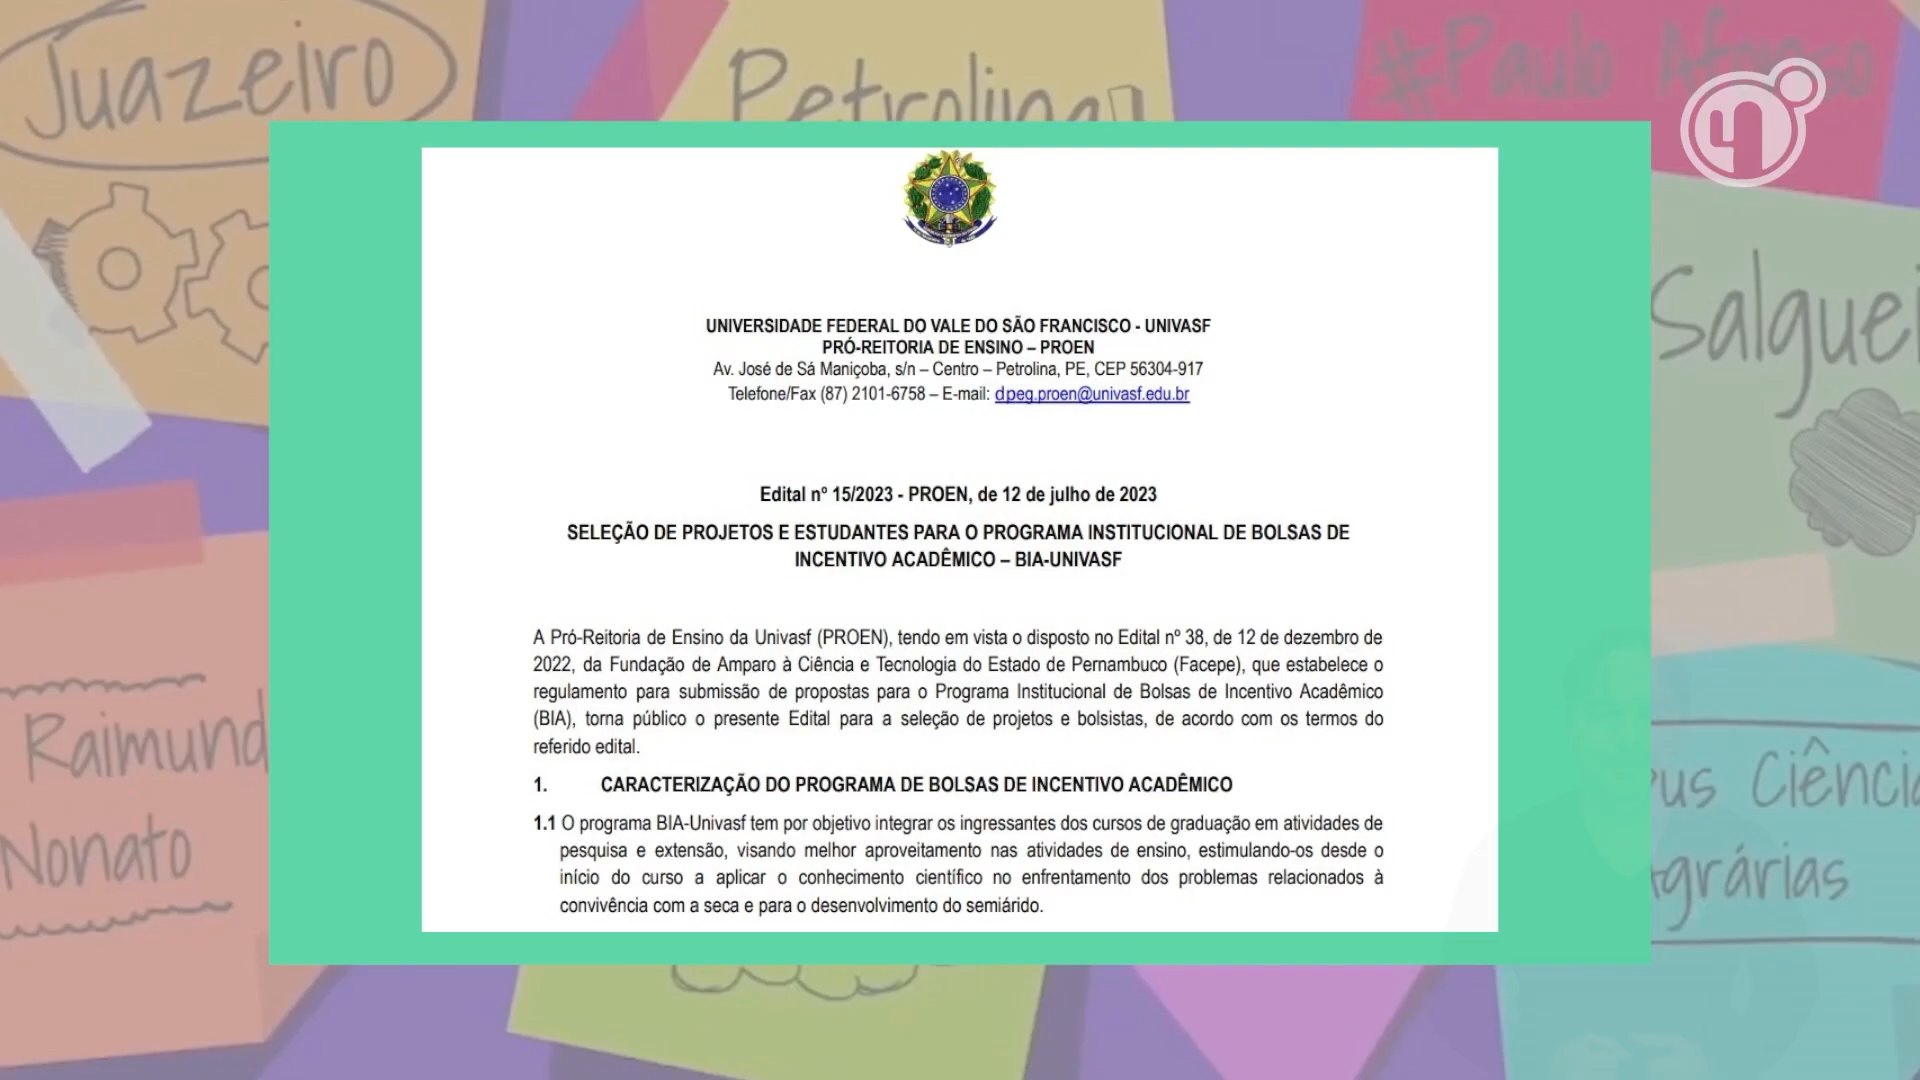 Juazeiro
Petrolina
#Paulo Afonso
UNIVERSIDADE FEDERAL DO VALE DO SÃO FRANCISCO - UNIVASF
PRÓ-REITORIA DE ENSINO – PROEN
Av. José de Sá Maniçoba, s/n – Centro – Petrolina, PE, CEP 56304-917
Telefone/Fax (87) 2101-6758 – E-mail: dpeg.proen@univasf.edu.br
Edital nº 15/2023 - PROEN, de 12 de julho de 2023
SELEÇÃO DE PROJETOS E ESTUDANTES PARA O PROGRAMA INSTITUCIONAL DE BOLSAS DE
INCENTIVO ACADÊMICO – BIA-UNIVASF
A Pró-Reitoria de Ensino da Univasf (PROEN), tendo em vista o disposto no Edital nº 38, de 12 de dezembro de
2022, da Fundação de Amparo à Ciência e Tecnologia do Estado de Pernambuco (Facepe), que estabelece o
regulamento para submissão de propostas para o Programa Institucional de Bolsas de Incentivo Acadêmico
(BIA), torna público o presente Edital para a seleção de projetos e bolsistas, de acordo com os termos do
referido edital.
1. CARACTERIZAÇÃO DO PROGRAMA DE BOLSAS DE INCENTIVO ACADÊMICO
1.1 O programa BIA-Univasf tem por objetivo integrar os ingressantes dos cursos de graduação em atividades de
pesquisa e extensão, visando melhor aproveitamento nas atividades de ensino, estimulando-os desde o
início do curso a aplicar o conhecimento científico no enfrentamento dos problemas relacionados à
convivência com a seca e para o desenvolvimento do semiárido.
Salguei
Raimund
Nonato
pus Ciência
Agrárias